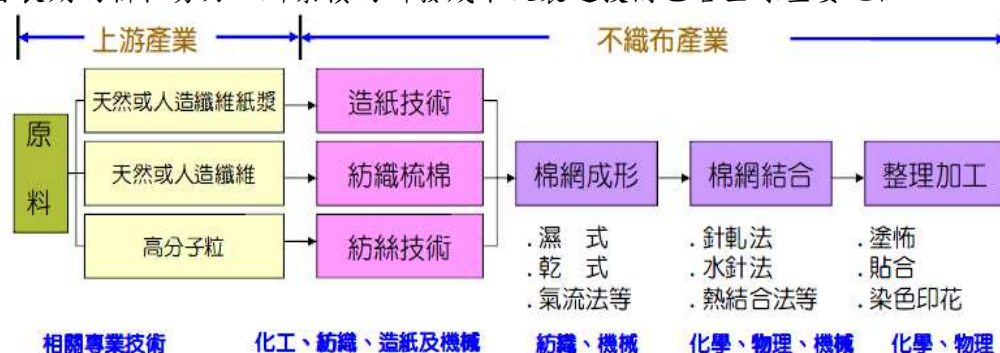 上游產業
不織布產業
原料
天然或人造纖維紙漿
造紙技術
天然或人造纖維
紡織梳棉
棉網成形
棉網結合
整理加工
高分子粒
紡絲技術
.濕 式
.乾 式
.氣流法等
.針軋法
.水針法
.熱結合法等
.塗怖
.貼合
.染色印花
相關專業技術
化工、紡織、造紙及機械
紡織、機械
化學、物理、機械
化學、物理